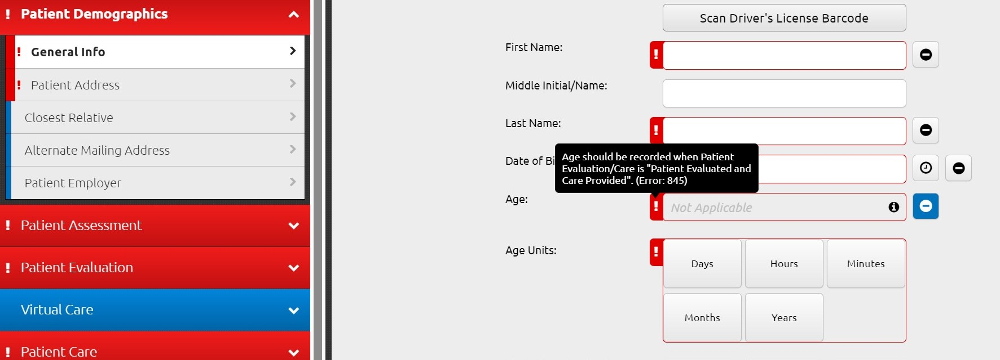 ! Patient Demographics
! General Info
! Patient Address
Closest Relative
Alternate Mailing Address
Patient Employer
! Patient Assessment
! Patient Evaluation
Virtual Care
! Patient Care
Scan Driver's License Barcode
First Name:
!
Middle Initial/Name:
Last Name:
!
Date of Bi
Age should be recorded when Patient
Evaluation/Care is "Patient Evaluated and
Care Provided". (Error: 845)
Age:
! Not Applicable
Age Units:
! Days Hours Minutes
Months Years